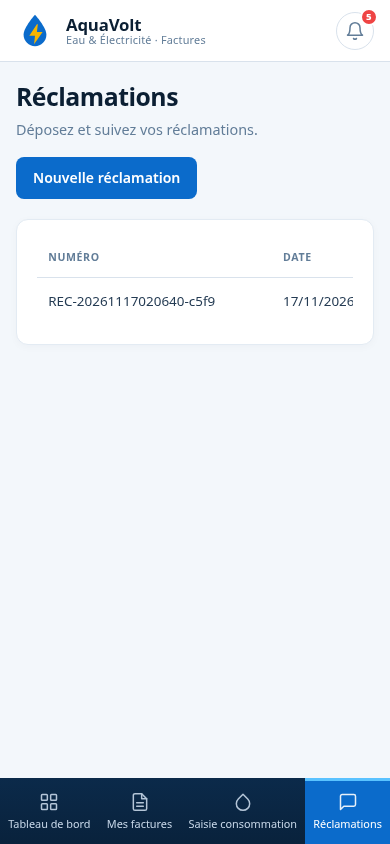 AquaVolt
Eau & Électricité · Factures
5
Réclamations
Déposez et suivez vos réclamations.
Nouvelle réclamation
NUMÉRO DATE
REC-20261117020640-c5f9 17/11/2026
Tableau de bord Mes factures Saisie consommation Réclamations